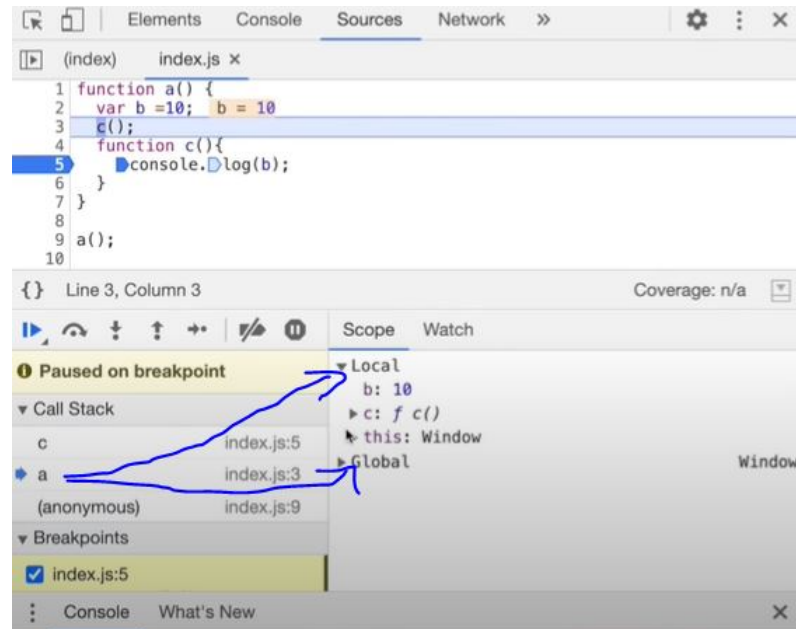 Elements Console Sources Network »
(index) index.js ×
1 function a() {
2 var b =10; b = 10
3 c();
4 function c(){
5 console.log(b);
6 }
7 }
8
9 a();
10
{ } Line 3, Column 3 Coverage: n/a
Scope Watch
Paused on breakpoint
Local
b: 10
Call Stack
c: ƒ c()
c index.js:5
this: Window
a index.js:3
Global Window
(anonymous) index.js:9
Breakpoints
index.js:5
Console What's New